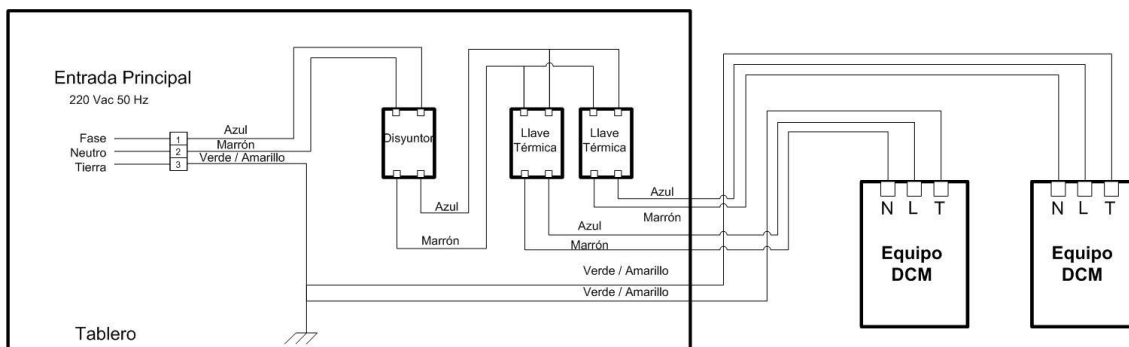 Entrada Principal
220 Vac 50 Hz
Fase
Neutro
Tierra
1
2
3
Azul
Marrón
Verde / Amarillo
Disyuntor
Llave
Térmica
Llave
Térmica
Azul
Marrón
Azul
Marrón
Azul
Marrón
Verde / Amarillo
Verde / Amarillo
Tablero
N L T
Equipo
DCM
N L T
Equipo
DCM